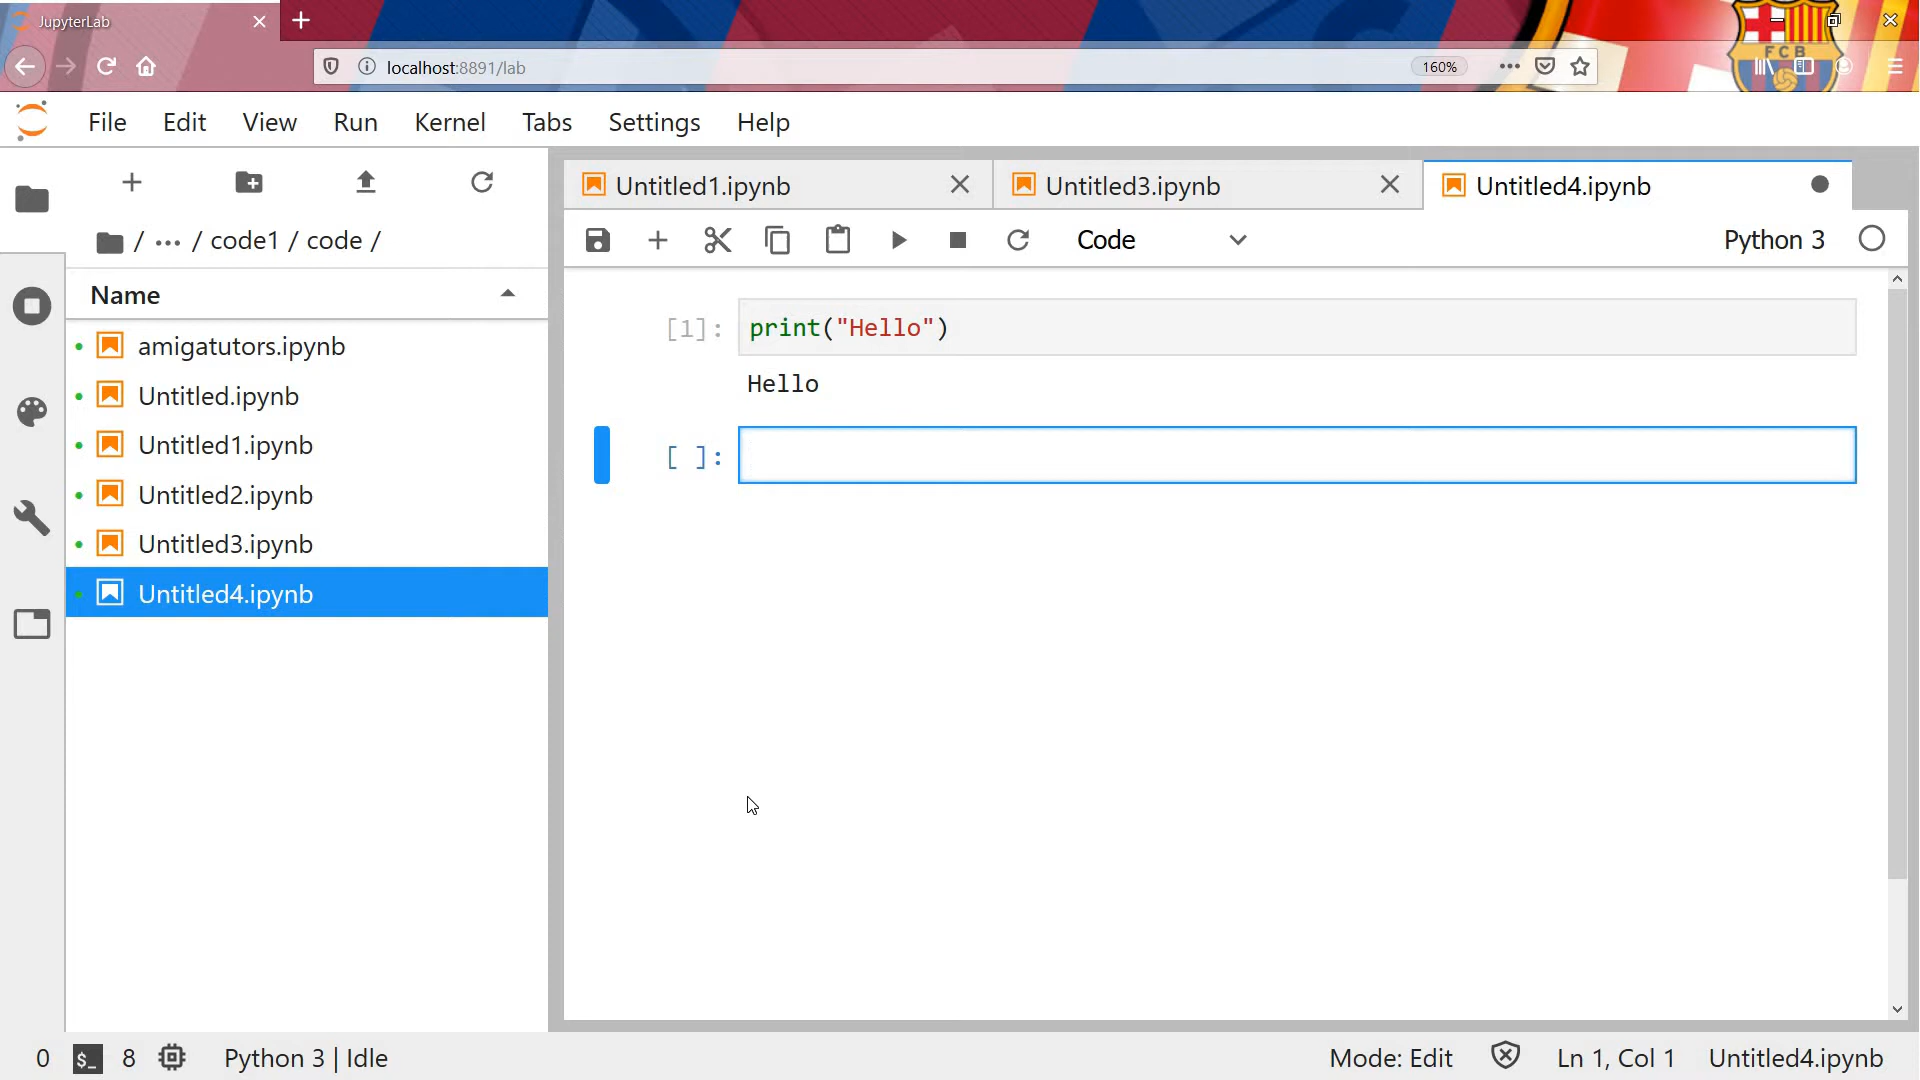 JupyterLab
localhost:8891/lab
160%
FCB
File Edit View Run Kernel Tabs Settings Help
/ ··· / code1 / code /
Name
amigatutors.ipynb
Untitled.ipynb
Untitled1.ipynb
Untitled2.ipynb
Untitled3.ipynb
Untitled4.ipynb
Untitled1.ipynb Untitled3.ipynb Untitled4.ipynb
Code Python 3
[1]: print("Hello")
Hello
[ ]:
0 $_ 8 Python 3 | Idle Mode: Edit Ln 1, Col 1 Untitled4.ipynb